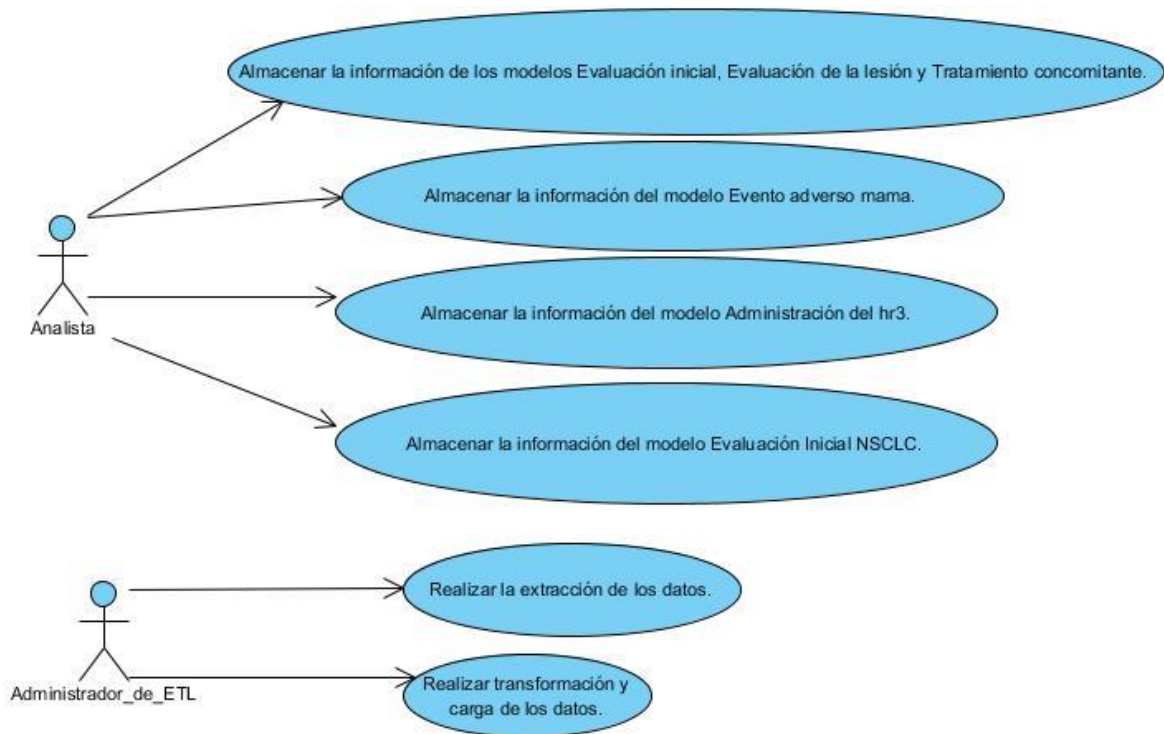 Almacenar la información de los modelos Evaluación inicial, Evaluación de la lesión y Tratamiento concomitante.
Almacenar la información del modelo Evento adverso mama.
Analista
Almacenar la información del modelo Administración del hr3.
Almacenar la información del modelo Evaluación Inicial NSCLC.
Realizar la extracción de los datos.
Administrador_de_ETL
Realizar transformación y
carga de los datos.